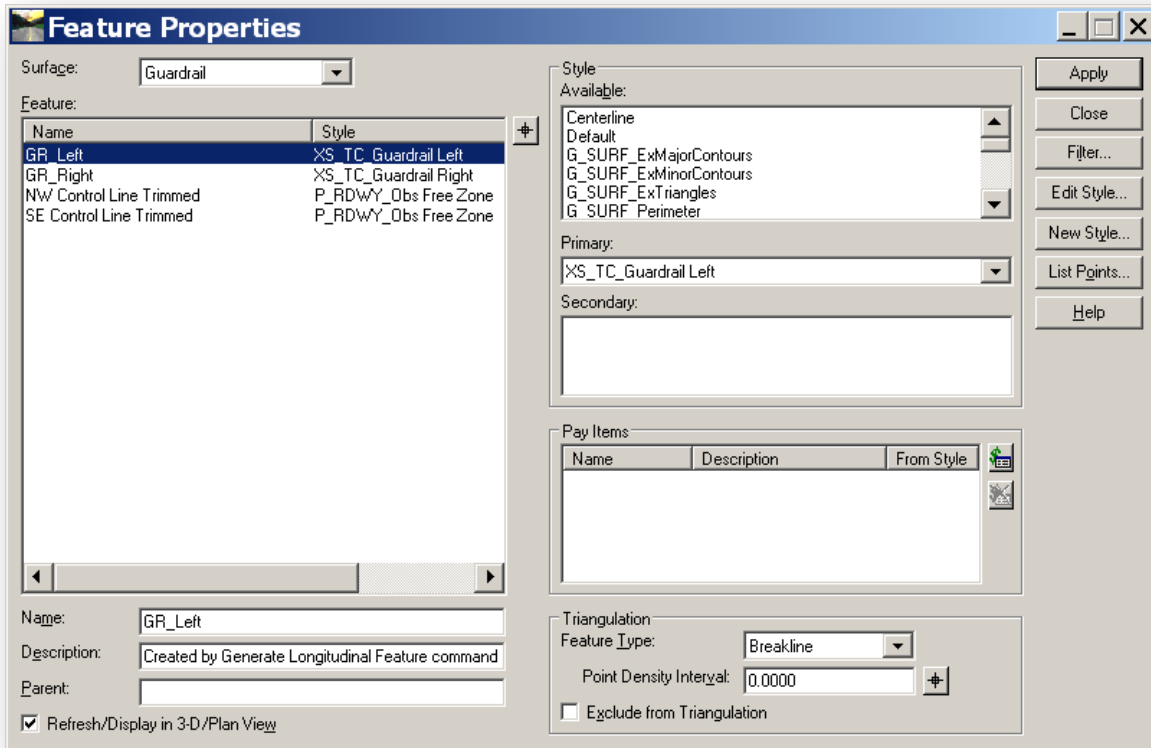 Feature Properties
Surface:
Guardrail
Feature:
Name Style
GR_Left XS_TC_Guardrail Left
GR_Right XS_TC_Guardrail Right
NW Control Line Trimmed P_RDWY_Obs Free Zone
SE Control Line Trimmed P_RDWY_Obs Free Zone
Name:
GR_Left
Description:
Created by Generate Longitudinal Feature command
Parent:
Refresh/Display in 3-D/Plan View
Style
Available:
Centerline
Default
G_SURF_ExMajorContours
G_SURF_ExMinorContours
G_SURF_ExTriangles
G_SURF_Perimeter
Primary:
XS_TC_Guardrail Left
Secondary:
Pay Items
Name Description From Style
Triangulation
Feature Type:
Breakline
Point Density Interval:
0.0000
Exclude from Triangulation
Apply
Close
Filter...
Edit Style...
New Style...
List Points...
Help